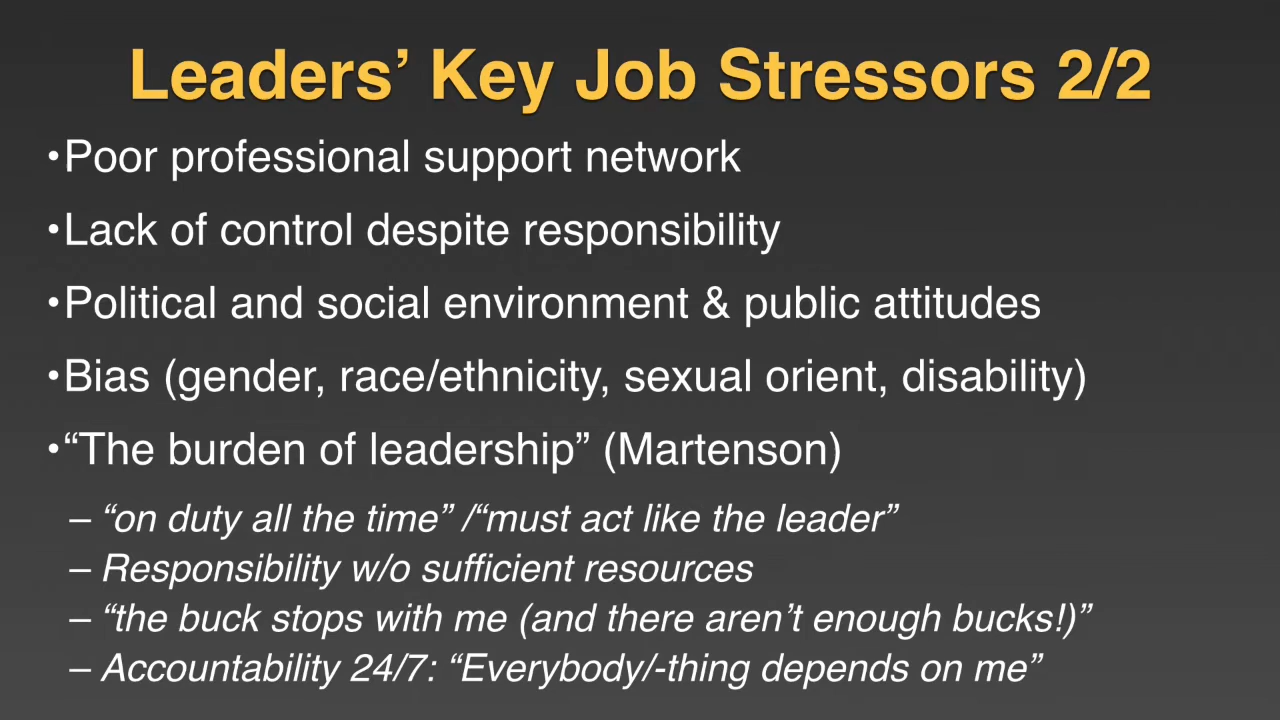 Leaders’ Key Job Stressors 2/2
•Poor professional support network
•Lack of control despite responsibility
•Political and social environment & public attitudes
•Bias (gender, race/ethnicity, sexual orient, disability)
•“The burden of leadership” (Martenson)
– “on duty all the time” /“must act like the leader”
– Responsibility w/o sufficient resources
– “the buck stops with me (and there aren’t enough bucks!)”
– Accountability 24/7: “Everybody/-thing depends on me”